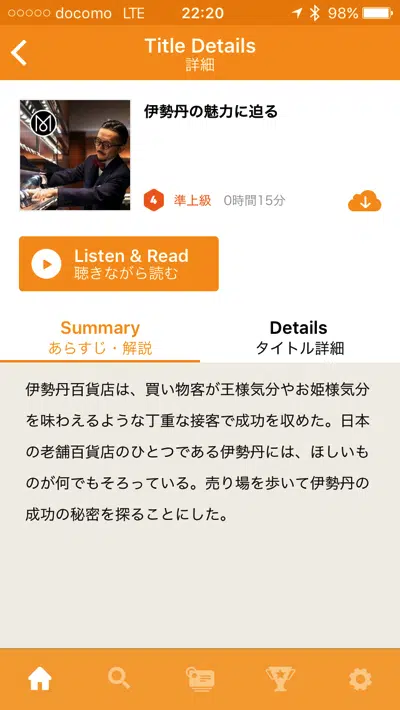 docomo LTE 22:20 98%
Title Details
詳細
伊勢丹の魅力に迫る
4 準上級 0時間15分
Listen & Read
聴きながら読む
Summary Details
あらすじ・解説 タイトル詳細
伊勢丹百貨店は、買い物客が王様気分やお姫様気分
を味わえるような丁重な接客で成功を収めた。日本
の老舗百貨店のひとつである伊勢丹には、ほしいも
のが何でもそろっている。売り場を歩いて伊勢丹の
成功の秘密を探ることにした。